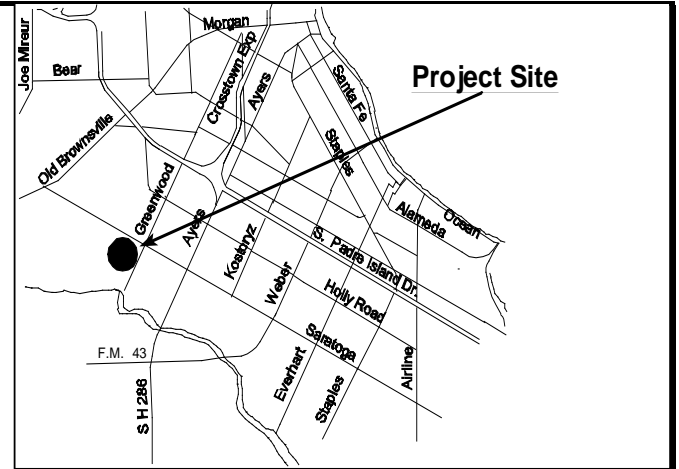 Joe Mireur
Morgan
Bear
Crosstown Exp
Ayers
Santa Fe
Project Site
Old Brownsville
Staples
Greenwood
Ayers
Kostoryz
Alameda
Ocean
S. Padre Island Dr.
Weber
Holly Road
Saratoga
F.M. 43
Everhart
Staples
Airline
S H 286